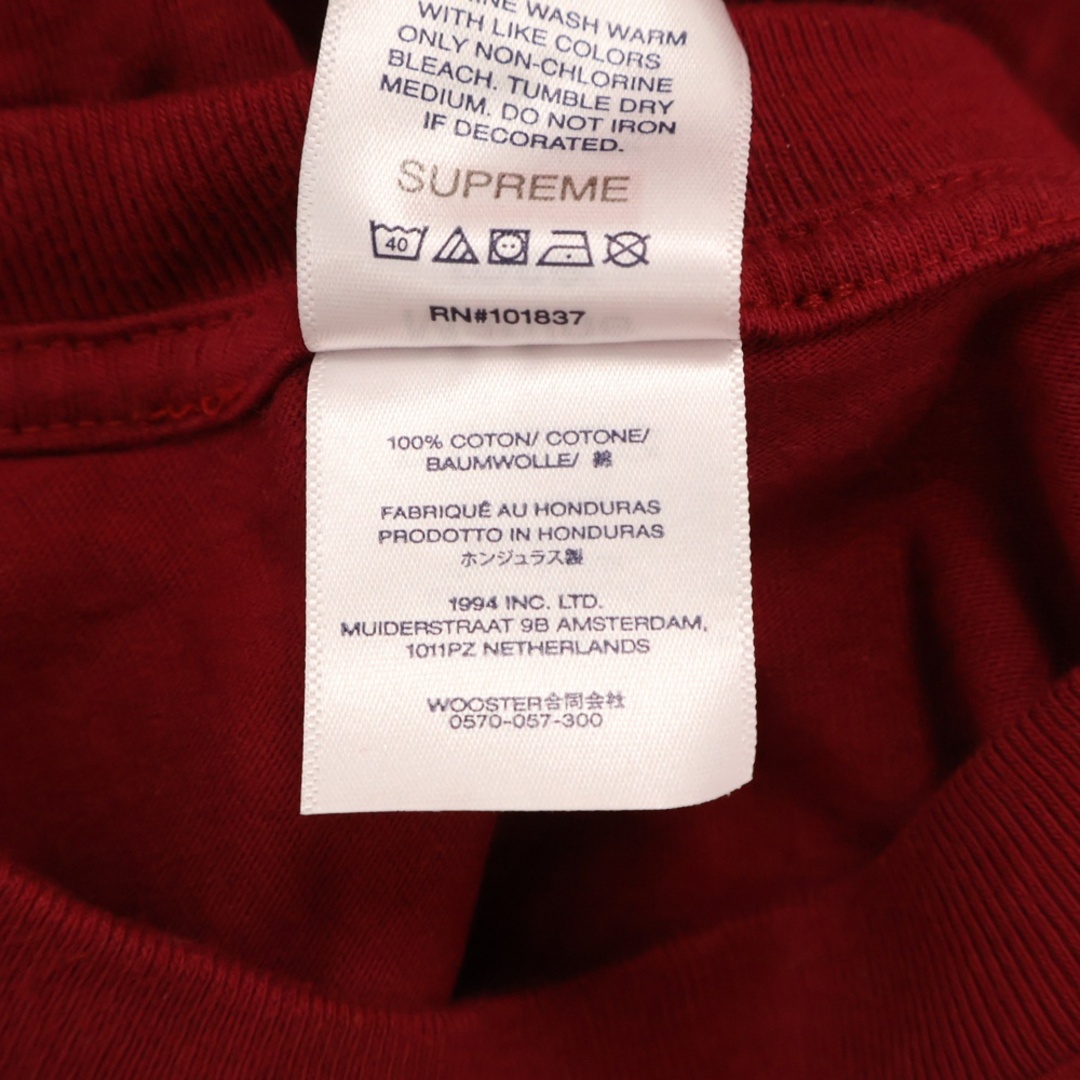 WASH WARM
WITH LIKE COLORS
ONLY NON-CHLORINE
BLEACH. TUMBLE DRY
MEDIUM. DO NOT IRON
IF DECORATED.
SUPREME
40
RN#101837
100% COTON/ COTONE/
BAUMWOLLE/ 綿
FABRIQUÉ AU HONDURAS
PRODOTTO IN HONDURAS
ホンジュラス製
1994 INC. LTD.
MUIDERSTRAAT 9B AMSTERDAM,
1011PZ NETHERLANDS
WOOSTER合同会社
0570-057-300